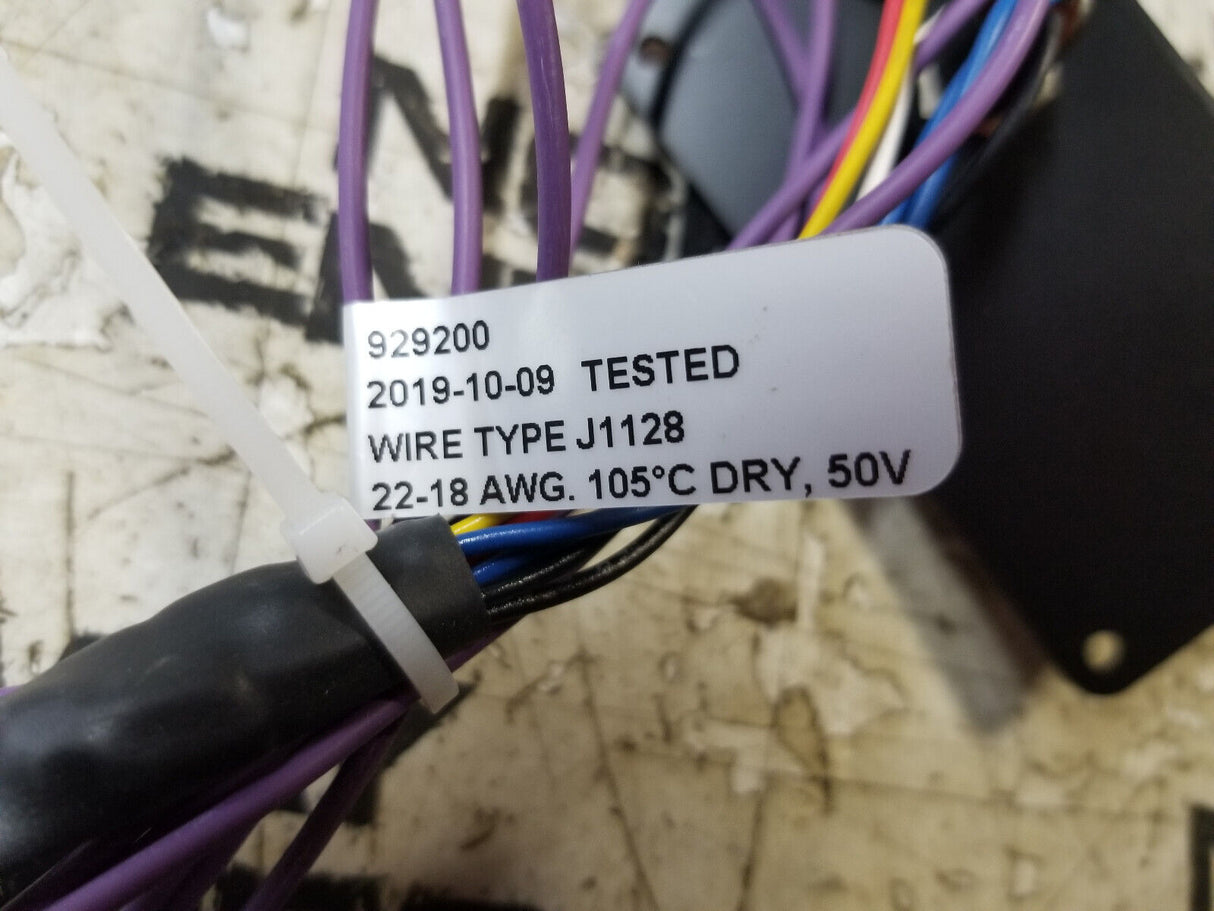 929200
2019-10-09 TESTED
WIRE TYPE J1128
22-18 AWG. 105°C DRY, 50V